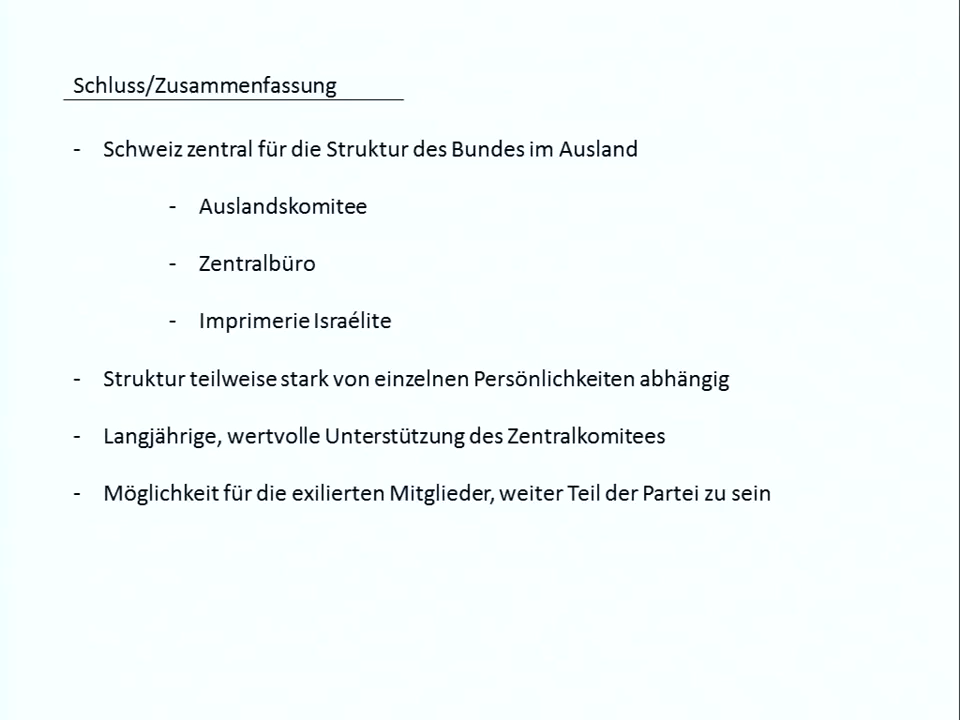 Schluss/Zusammenfassung
- Schweiz zentral für die Struktur des Bundes im Ausland
- Auslandskomitee
- Zentralbüro
- Imprimerie Israélite
- Struktur teilweise stark von einzelnen Persönlichkeiten abhängig
- Langjährige, wertvolle Unterstützung des Zentralkomitees
- Möglichkeit für die exilierten Mitglieder, weiter Teil der Partei zu sein